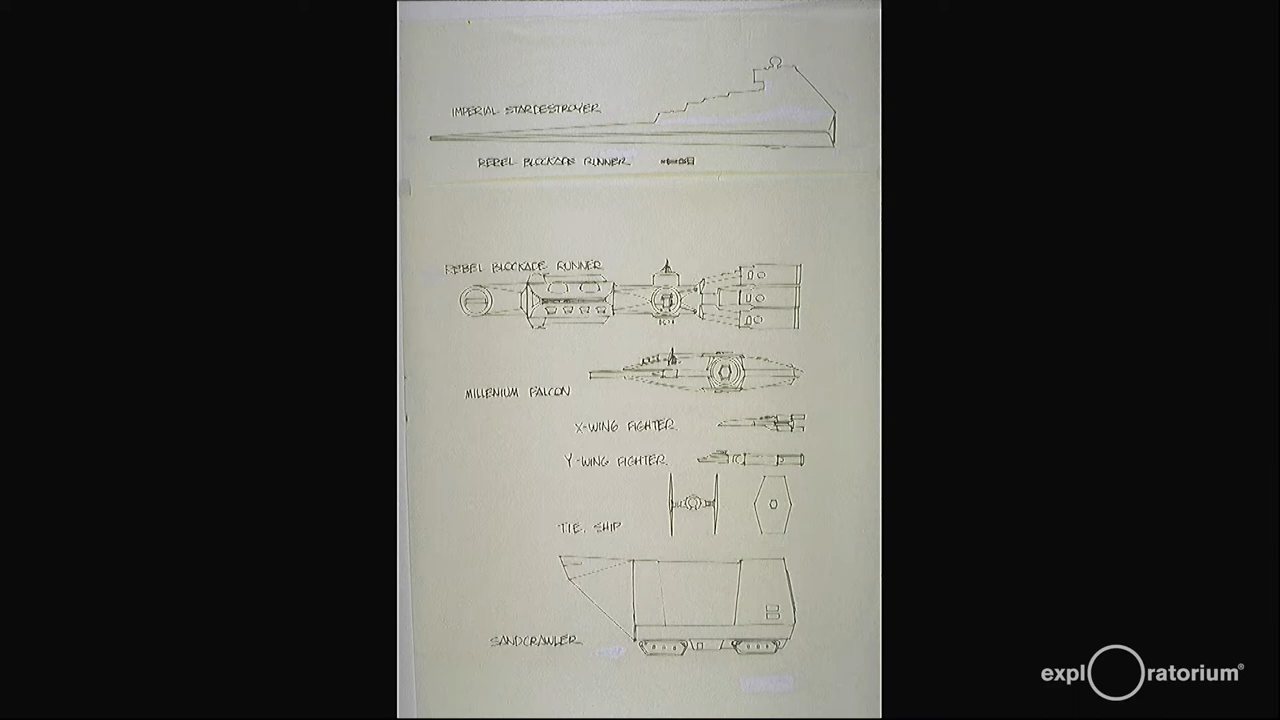 IMPERIAL STARDESTROYER
REBEL BLOCKADE RUNNER
REBEL BLOCKADE RUNNER
MILLENIUM FALCON
X-WING FIGHTER
Y-WING FIGHTER
T.I.E. SHIP
SANDCRAWLER
exploratorium®